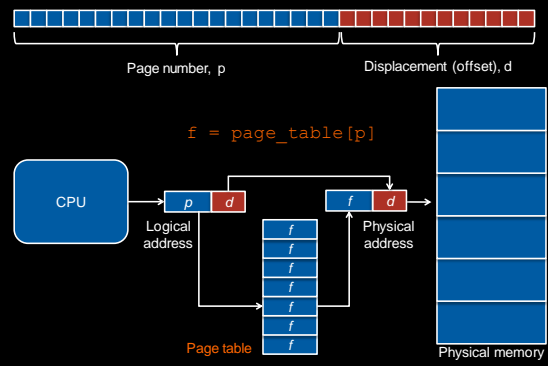 Page number, p
Displacement (offset), d
f = page_table[p]
CPU
p
d
f
d
Logical
address
Physical
address
f
f
f
f
f
f
f
Page table
Physical memory